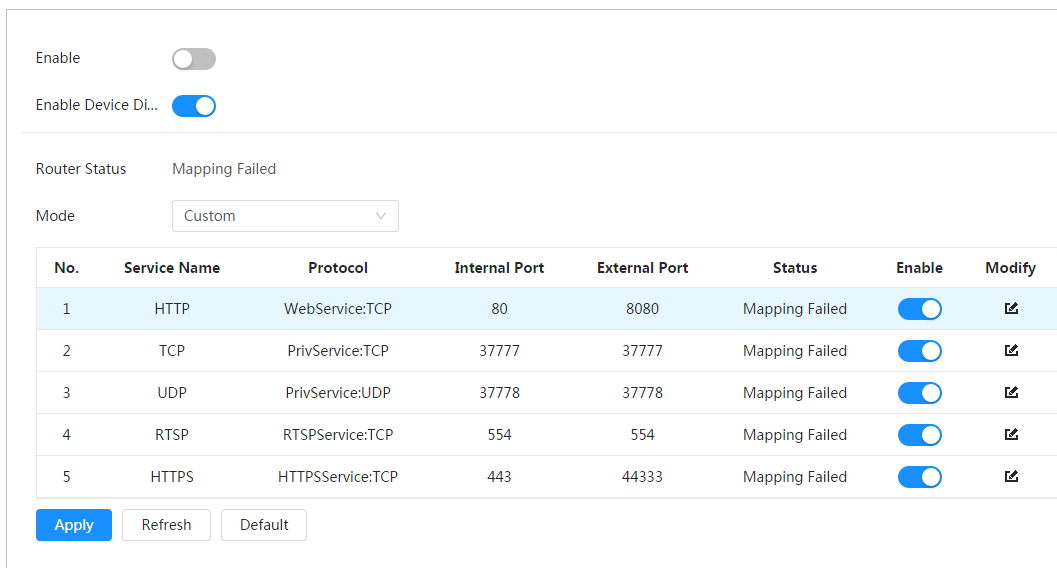 Enable
Enable Device Di...
Router Status Mapping Failed
Mode Custom
No. Service Name Protocol Internal Port External Port Status Enable Modify
1 HTTP WebService:TCP 80 8080 Mapping Failed
2 TCP PrivService:TCP 37777 37777 Mapping Failed
3 UDP PrivService:UDP 37778 37778 Mapping Failed
4 RTSP RTSPService:TCP 554 554 Mapping Failed
5 HTTPS HTTPSService:TCP 443 44333 Mapping Failed
Apply Refresh Default